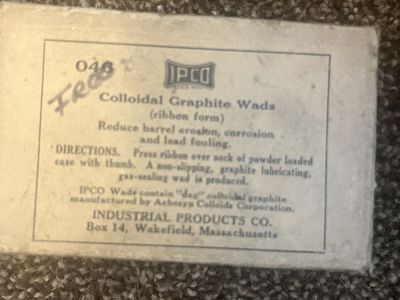 046
IPCO
Colloidal Graphite Wads
(ribbon form)
Reduce barrel erosion, corrosion
and lead fouling.
DIRECTIONS. Press ribbon over neck of powder loaded
case with thumb. A non-slipping, graphite lubricating,
gas-sealing wad is produced.
IPCO Wads contain "dag" colloidal graphite
manufactured by Acheson Colloids Corporation.
INDUSTRIAL PRODUCTS CO.
Box 14, Wakefield, Massachusetts